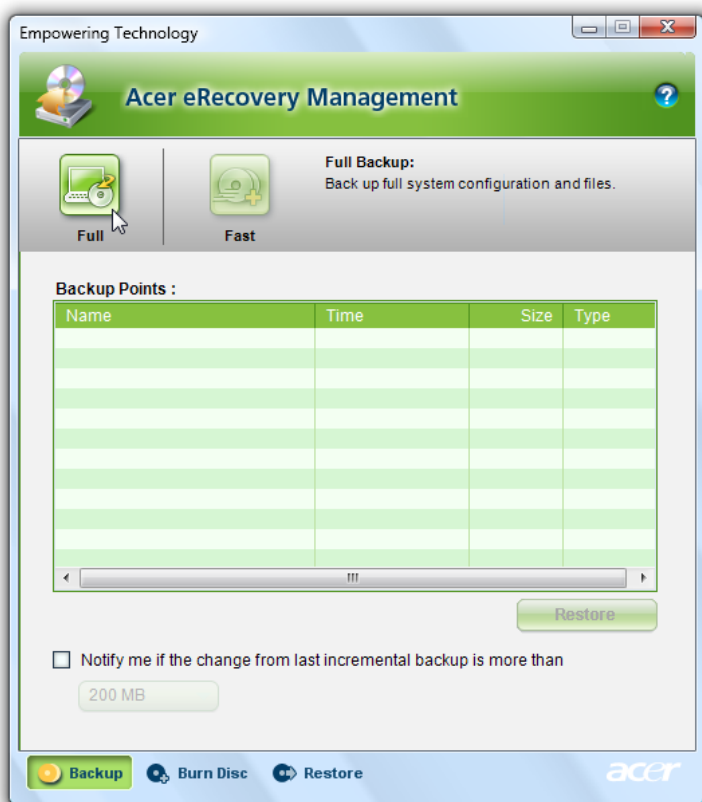 Empowering Technology
Acer eRecovery Management
Full
Fast
Full Backup:
Back up full system configuration and files.
Backup Points :
Name Time Size Type
Restore
Notify me if the change from last incremental backup is more than
200 MB
Backup Burn Disc Restore
acer